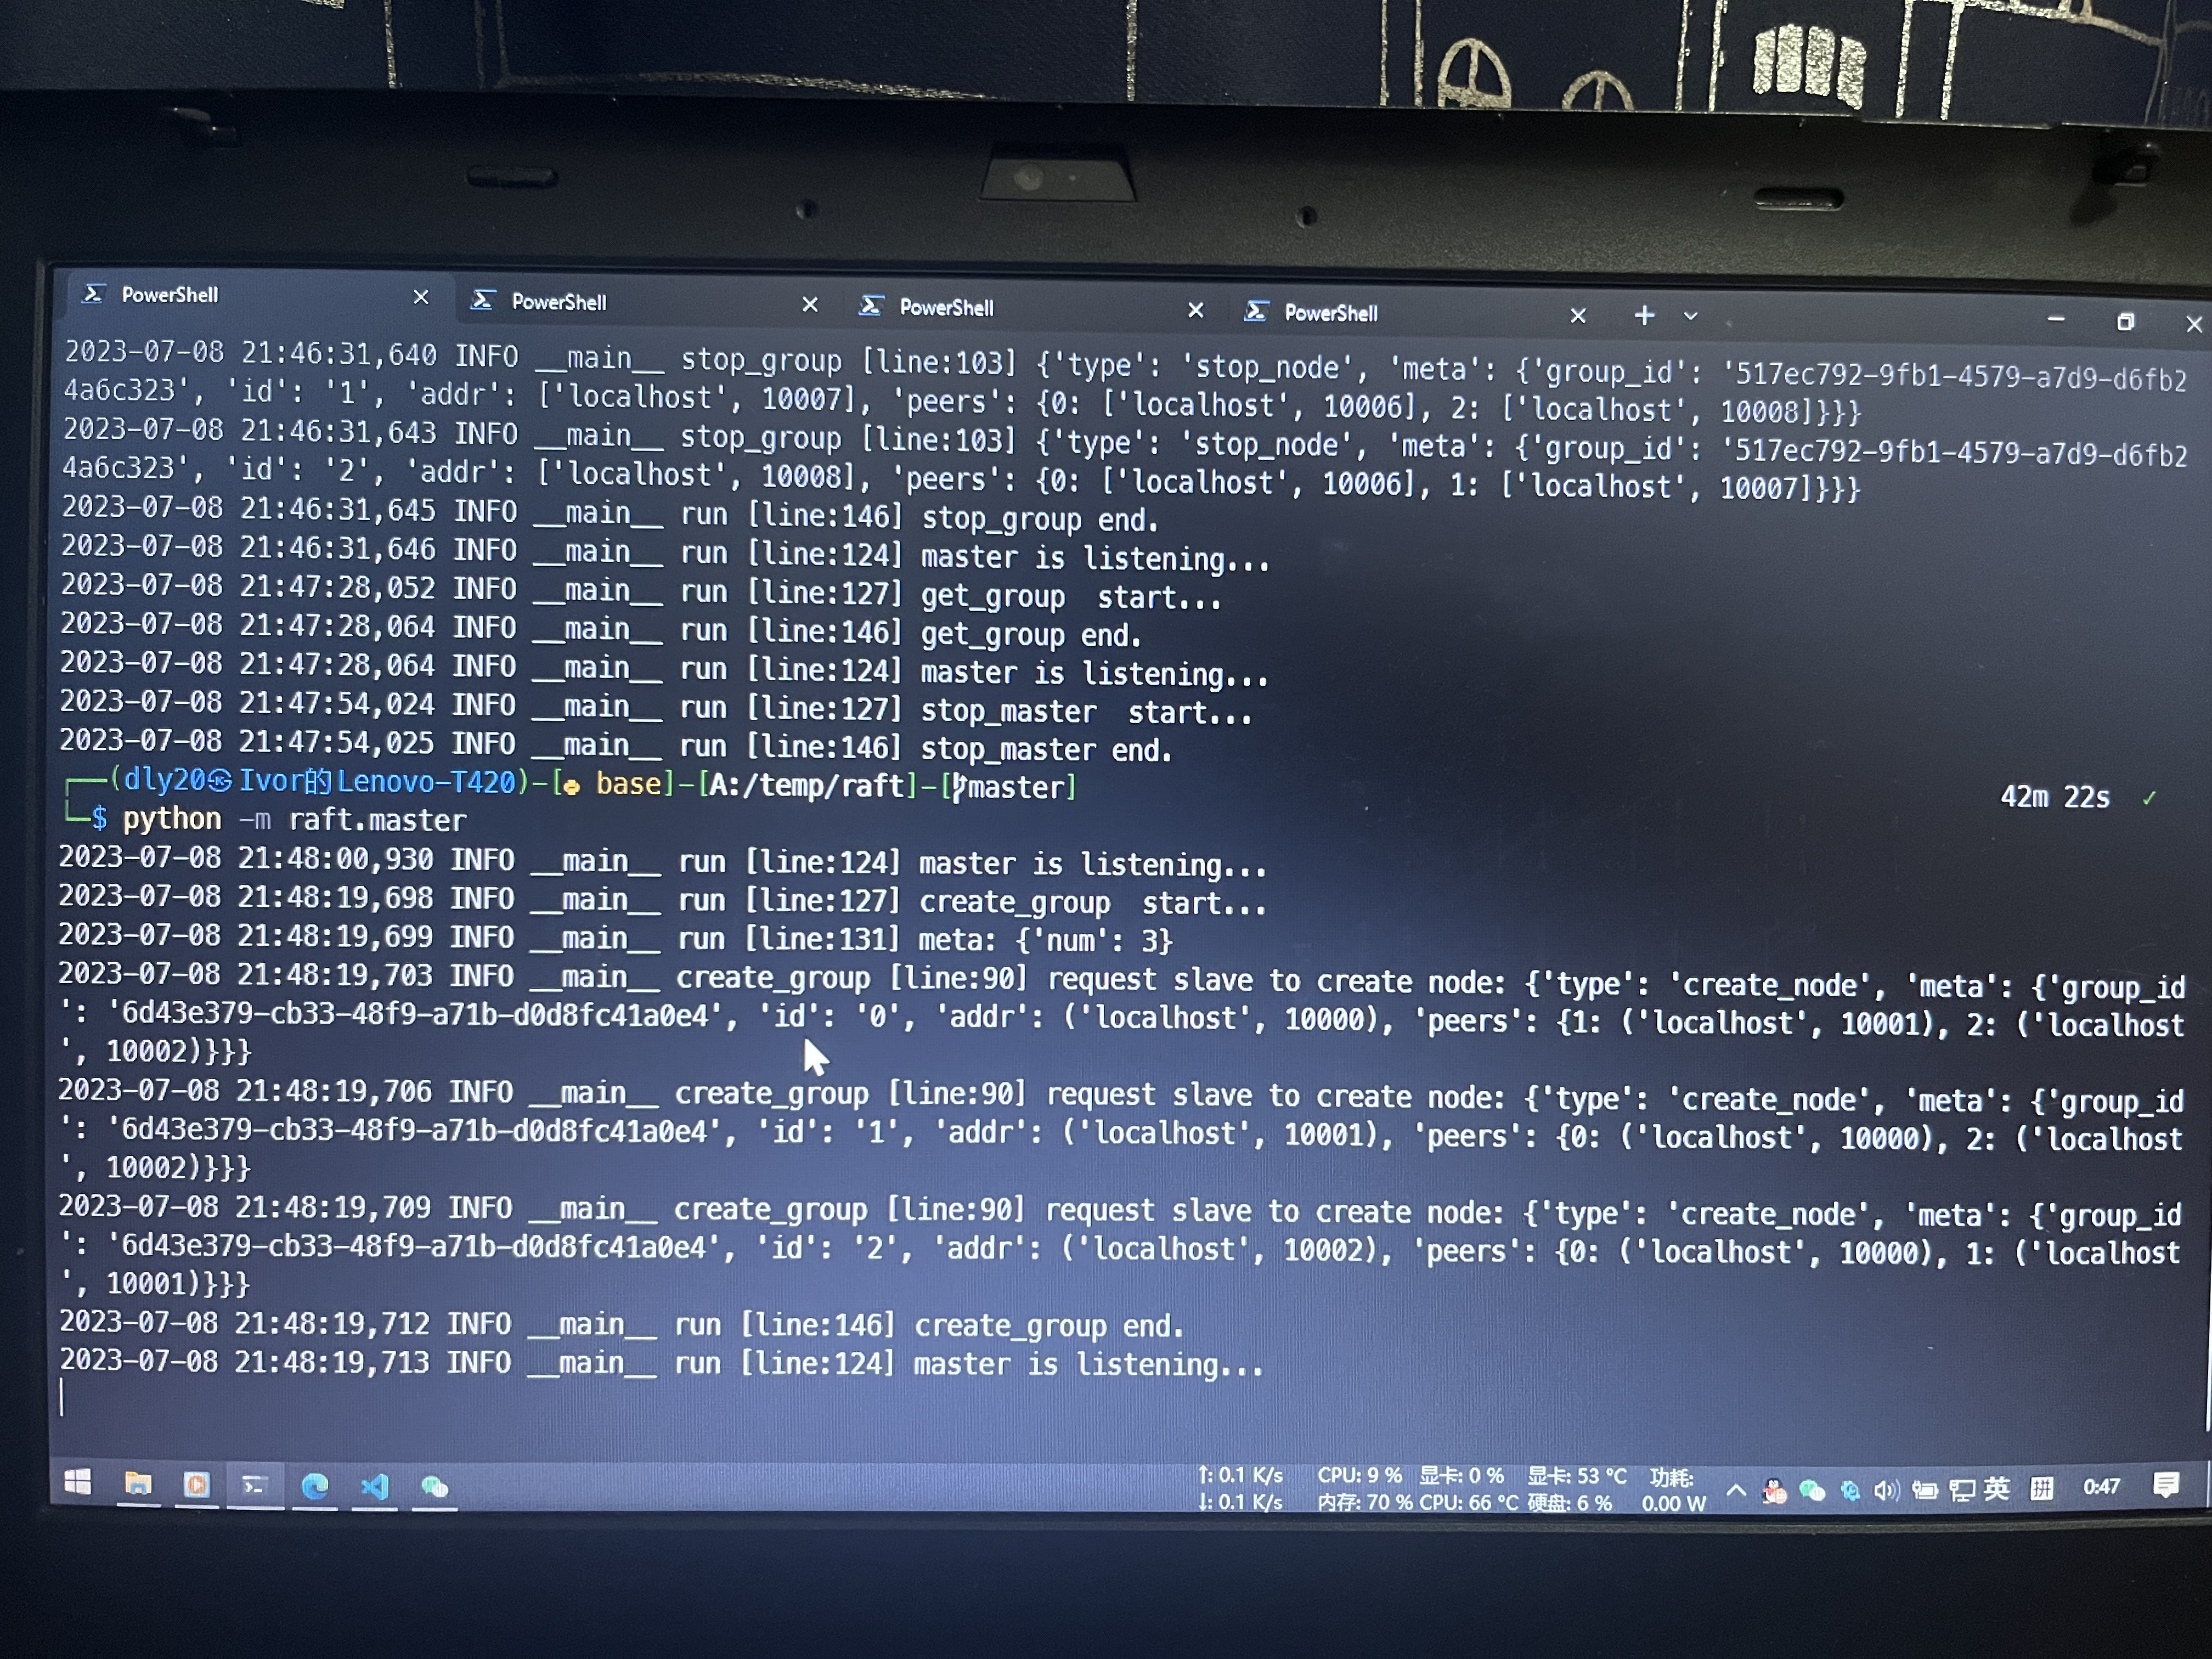 PowerShell PowerShell PowerShell PowerShell
2023-07-08 21:46:31,640 INFO __main__ stop_group [line:103] {'type': 'stop_node', 'meta': {'group_id': '517ec792-9fb1-4579-a7d9-d6fb2
4a6c323', 'id': '1', 'addr': ['localhost', 10007], 'peers': {0: ['localhost', 10006], 2: ['localhost', 10008]}}}
2023-07-08 21:46:31,643 INFO __main__ stop_group [line:103] {'type': 'stop_node', 'meta': {'group_id': '517ec792-9fb1-4579-a7d9-d6fb2
4a6c323', 'id': '2', 'addr': ['localhost', 10008], 'peers': {0: ['localhost', 10006], 1: ['localhost', 10007]}}}
2023-07-08 21:46:31,645 INFO __main__ run [line:146] stop_group end.
2023-07-08 21:46:31,646 INFO __main__ run [line:124] master is listening...
2023-07-08 21:47:28,052 INFO __main__ run [line:127] get_group  start...
2023-07-08 21:47:28,064 INFO __main__ run [line:146] get_group end.
2023-07-08 21:47:28,064 INFO __main__ run [line:124] master is listening...
2023-07-08 21:47:54,024 INFO __main__ run [line:127] stop_master  start...
2023-07-08 21:47:54,025 INFO __main__ run [line:146] stop_master end.
(dly20㉿Ivor的Lenovo-T420)-[base]-[A:/temp/raft]-[master] 42m 22s ✓
$ python -m raft.master
2023-07-08 21:48:00,930 INFO __main__ run [line:124] master is listening...
2023-07-08 21:48:19,698 INFO __main__ run [line:127] create_group  start...
2023-07-08 21:48:19,699 INFO __main__ run [line:131] meta: {'num': 3}
2023-07-08 21:48:19,703 INFO __main__ create_group [line:90] request slave to create node: {'type': 'create_node', 'meta': {'group_id
': '6d43e379-cb33-48f9-a71b-d0d8fc41a0e4', 'id': '0', 'addr': ('localhost', 10000), 'peers': {1: ('localhost', 10001), 2: ('localhost
', 10002)}}}
2023-07-08 21:48:19,706 INFO __main__ create_group [line:90] request slave to create node: {'type': 'create_node', 'meta': {'group_id
': '6d43e379-cb33-48f9-a71b-d0d8fc41a0e4', 'id': '1', 'addr': ('localhost', 10001), 'peers': {0: ('localhost', 10000), 2: ('localhost
', 10002)}}}
2023-07-08 21:48:19,709 INFO __main__ create_group [line:90] request slave to create node: {'type': 'create_node', 'meta': {'group_id
': '6d43e379-cb33-48f9-a71b-d0d8fc41a0e4', 'id': '2', 'addr': ('localhost', 10002), 'peers': {0: ('localhost', 10000), 1: ('localhost
', 10001)}}}
2023-07-08 21:48:19,712 INFO __main__ run [line:146] create_group end.
2023-07-08 21:48:19,713 INFO __main__ run [line:124] master is listening...
↑: 0.1 K/s CPU: 9 % 显卡: 0 % 显卡: 53 °C 功耗:
↓: 0.1 K/s 内存: 70 % CPU: 66 °C 硬盘: 6 % 0.00 W
英 拼 0:47